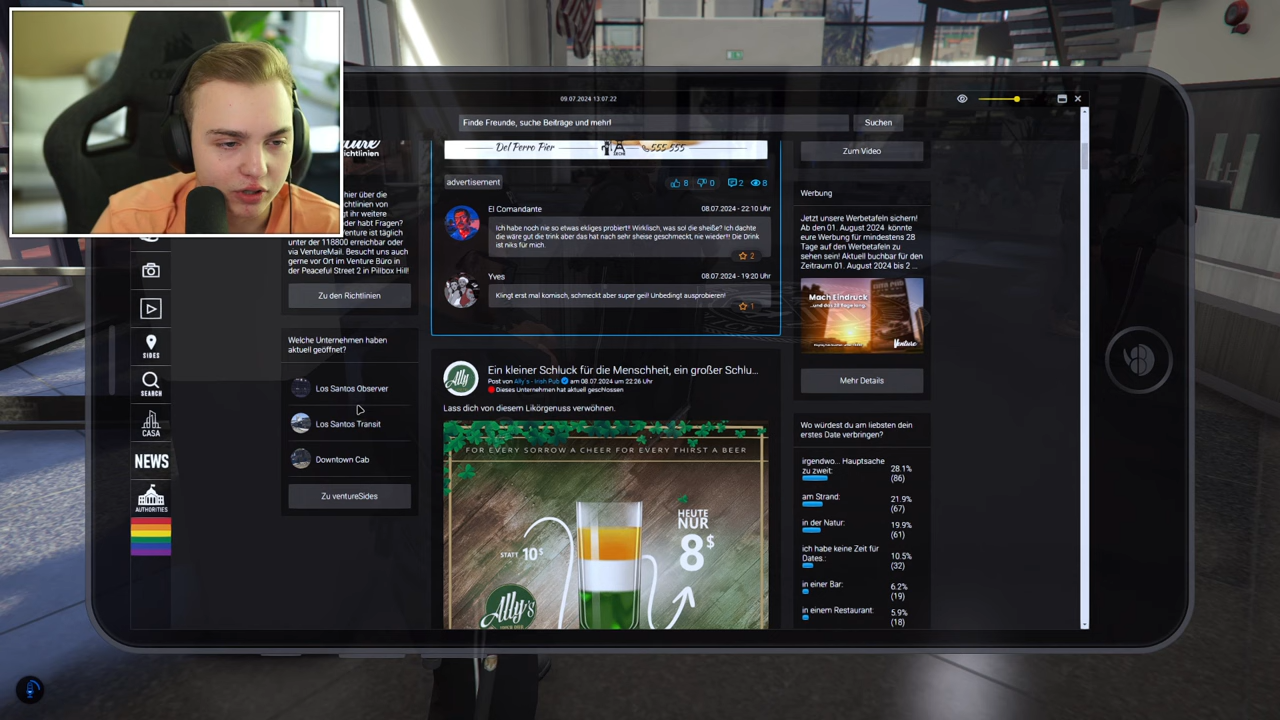 09.07.2024 13:07:22
Finde Freunde, suche Beiträge und mehr!
Suchen
hier über die
Richtlinien von
unter der 118800 erreichbar oder
via VentureMail. Besucht uns auch
gerne vor Ort im Venture Büro in
der Peaceful Street 2 in Pillbox Hill!
Zu den Richtlinien
Welche Unternehmen haben
aktuell geöffnet?
Los Santos Observer
Los Santos Transit
Downtown Cab
Zu ventureSides
SIDES
SEARCH
CASA
NEWS
AUTHORITIES
Del Perro Pier
555 555
advertisement
8
0
2
8
El Comandante
08.07.2024 - 22:10 Uhr
Ich habe noch nie so etwas ekliges probiert!! Wirklich, was sol die sheiße? Ich dachte
die wäre gut die trink aber das hat nach sehr sheise geschmeckt, nie wieder!! Die Drink
ist niks für mich.
2
Yves
08.07.2024 - 19:20 Uhr
Klingt erst mal komisch, schmeckt aber super geil! Unbedingt ausprobieren!
1
Ein kleiner Schluck für die Menschheit, ein großer Schlu...
Post von Ally's - Irish Pub am 08.07.2024 um 22:26 Uhr
Dieses Unternehmen hat aktuell geschlossen
Lass dich von diesem Likörgenuss verwöhnen.
FOR EVERY SORROW A CHEER FOR EVERY THIRST A BEER
HEUTE
NUR
8$
STATT 10$
Ally's
Zum Video
Werbung
Jetzt unsere Werbetafeln sichern!
Ab den 01. August 2024 könnte
eure Werbung für mindestens 28
Tage auf den Werbetafeln zu
sehen sein! Aktuell buchbar für den
Zeitraum 01. August 2024 bis 2 ...
Mach Eindruck
...und das 28 Tage lang.
Venture
Mehr Details
Wo würdest du am liebsten dein
erstes Date verbringen?
irgendwo... Hauptsache
zu zweit:
28.1%
(86)
am Strand:
21.9%
(67)
in der Natur:
19.9%
(61)
ich habe keine Zeit für
Dates.:
10.5%
(32)
in einer Bar:
6.2%
(19)
in einem Restaurant:
5.9%
(18)